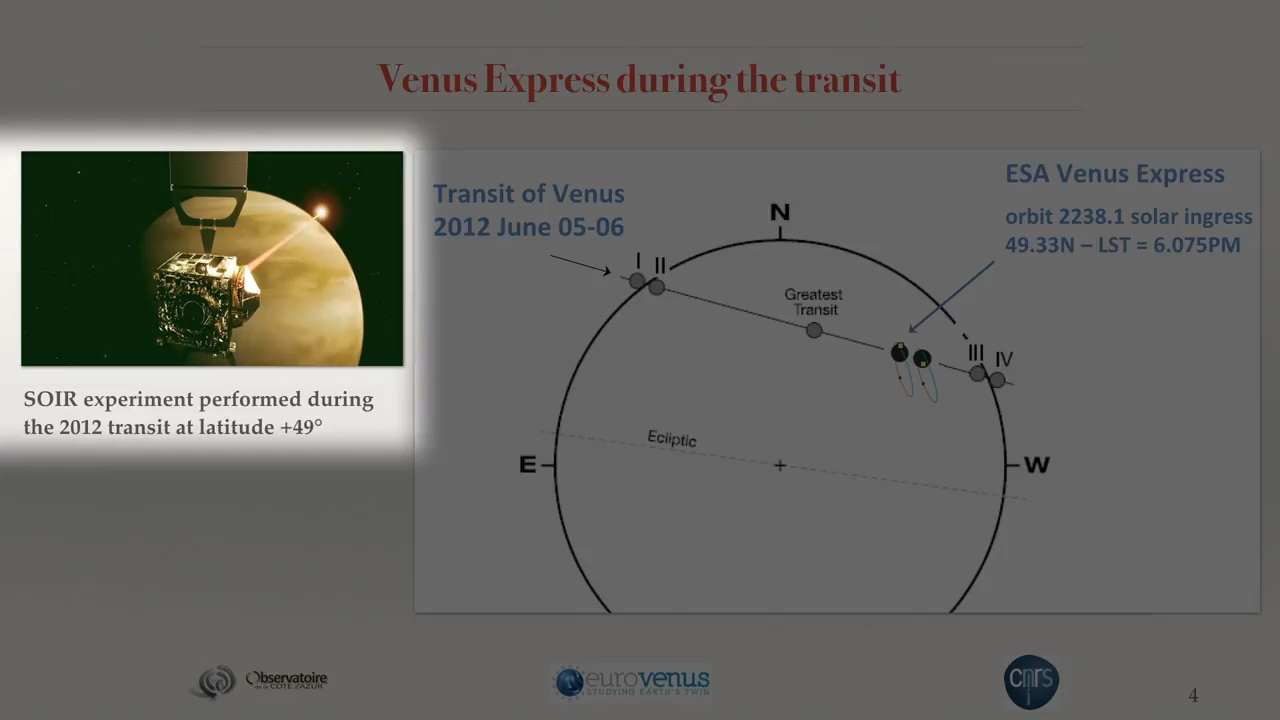 Venus Express during the transit
SOIR experiment performed during
the 2012 transit at latitude +49°
Transit of Venus
2012 June 05-06
ESA Venus Express
orbit 2238.1 solar ingress
49.33N – LST = 6.075PM
N
I
II
Greatest
Transit
III
IV
Ecliptic
E
W
Observatoire
de la CÔTE d'AZUR
eurovenus
STUDYING EARTH'S TWIN
cnrs
4